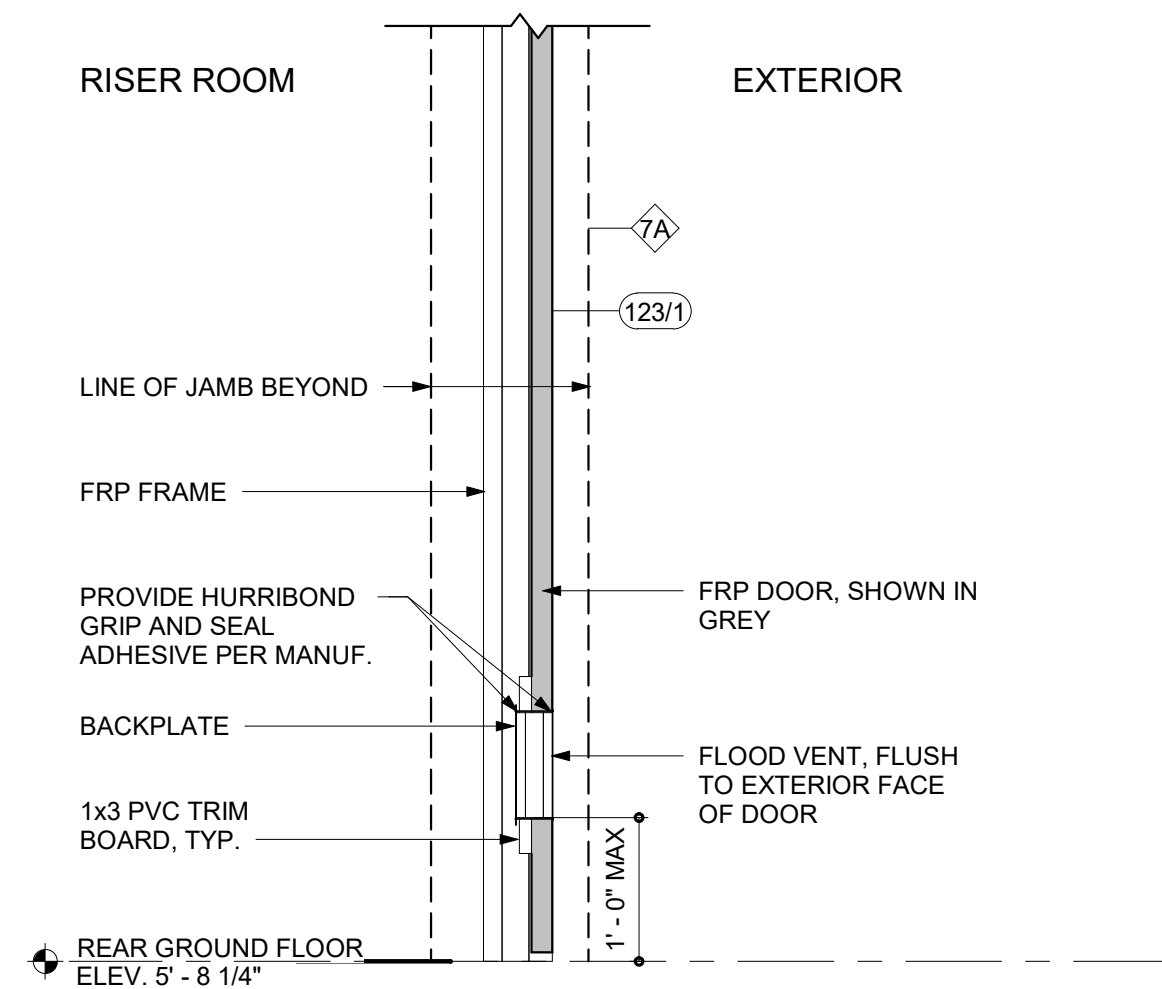 RISER ROOM
EXTERIOR
7A
123/1
LINE OF JAMB BEYOND
FRP FRAME
PROVIDE HURRIBOND
GRIP AND SEAL
ADHESIVE PER MANUF.
FRP DOOR, SHOWN IN
GREY
BACKPLATE
FLOOD VENT, FLUSH
TO EXTERIOR FACE
OF DOOR
1x3 PVC TRIM
BOARD, TYP.
1' - 0" MAX
REAR GROUND FLOOR
ELEV. 5' - 8 1/4"